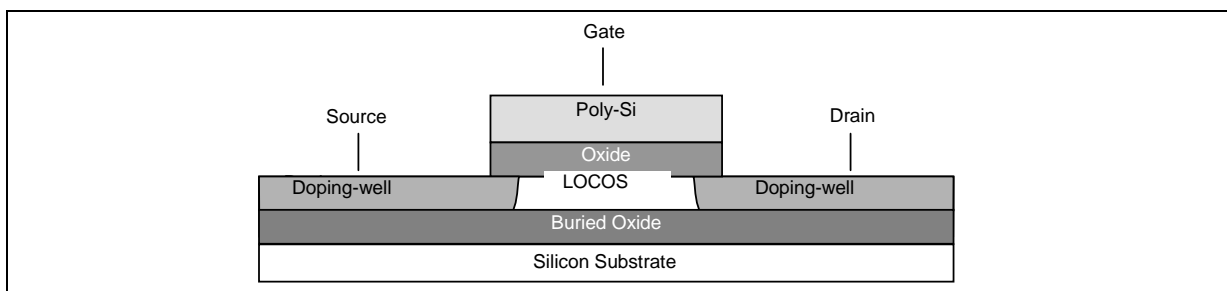 Gate
Poly-Si
Source
Drain
Oxide
Doping-well
LOCOS
Doping-well
Buried Oxide
Silicon Substrate